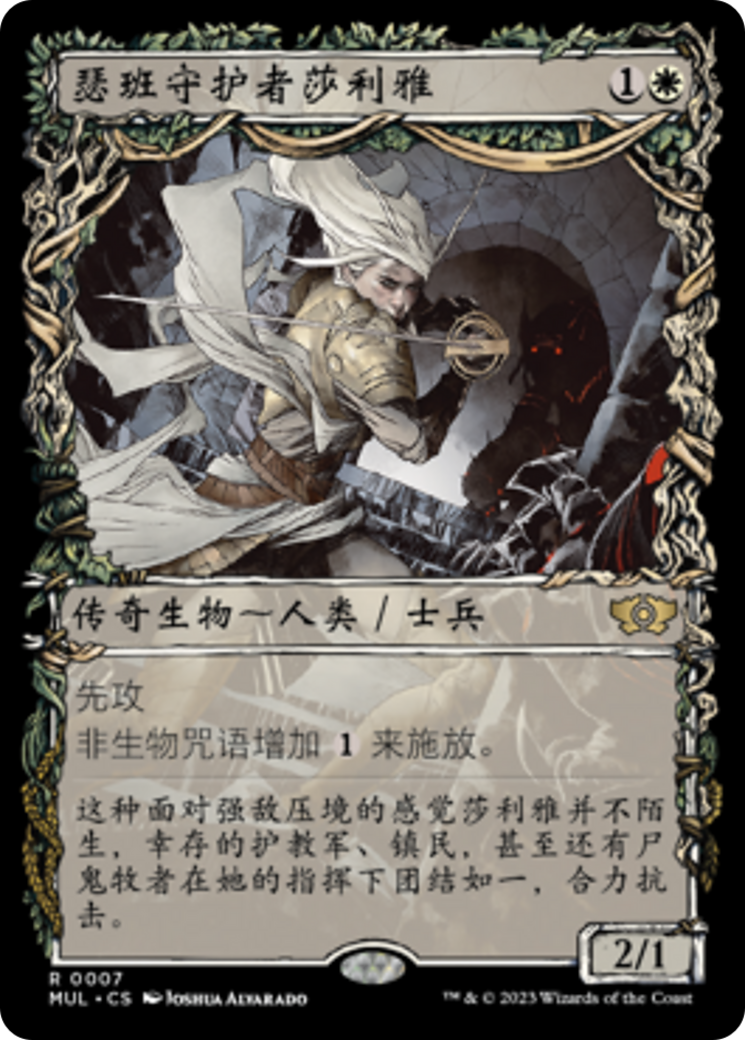 瑟班守护者莎利雅 1
传奇生物～人类 / 士兵
先攻
非生物咒语增加 1 来施放。
这种面对强敌压境的感觉莎利雅并不陌
生，幸存的护教军、镇民，甚至还有尸
鬼牧者在她的指挥下团结如一，合力抗
击。
2/1
R 0007
MUL • CS Joshua Alvarado
™ & © 2023 Wizards of the Coast